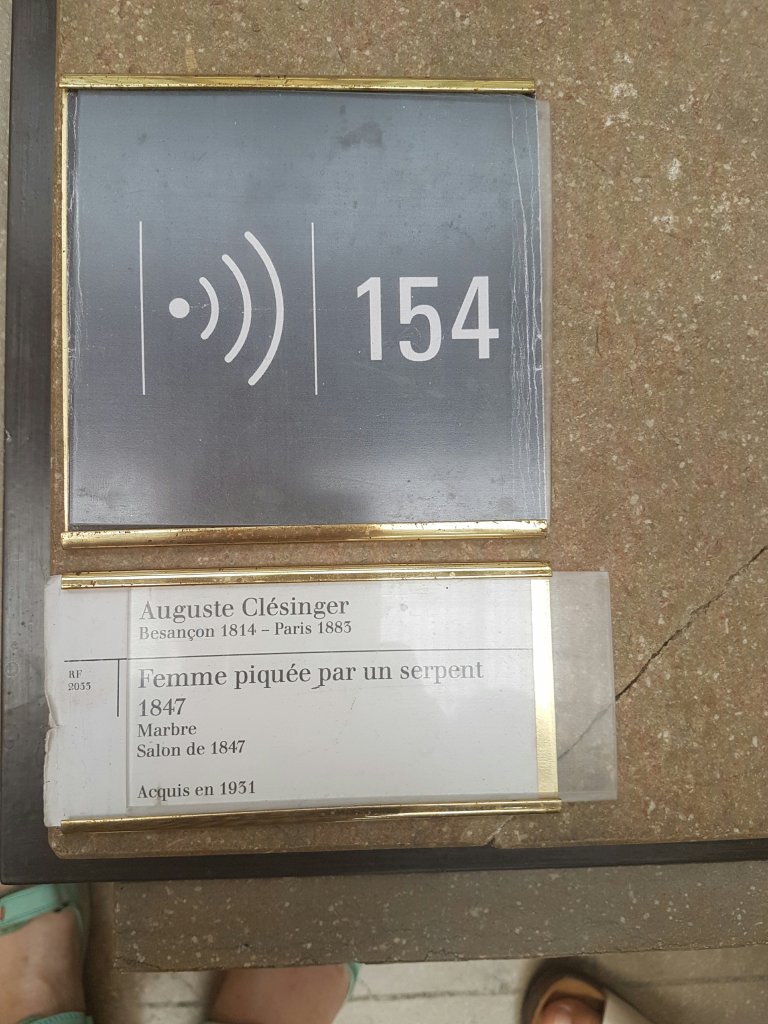 154
Auguste Clésinger
Besançon 1814 – Paris 1883
RF
2053
Femme piquée par un serpent
1847
Marbre
Salon de 1847
Acquis en 1931